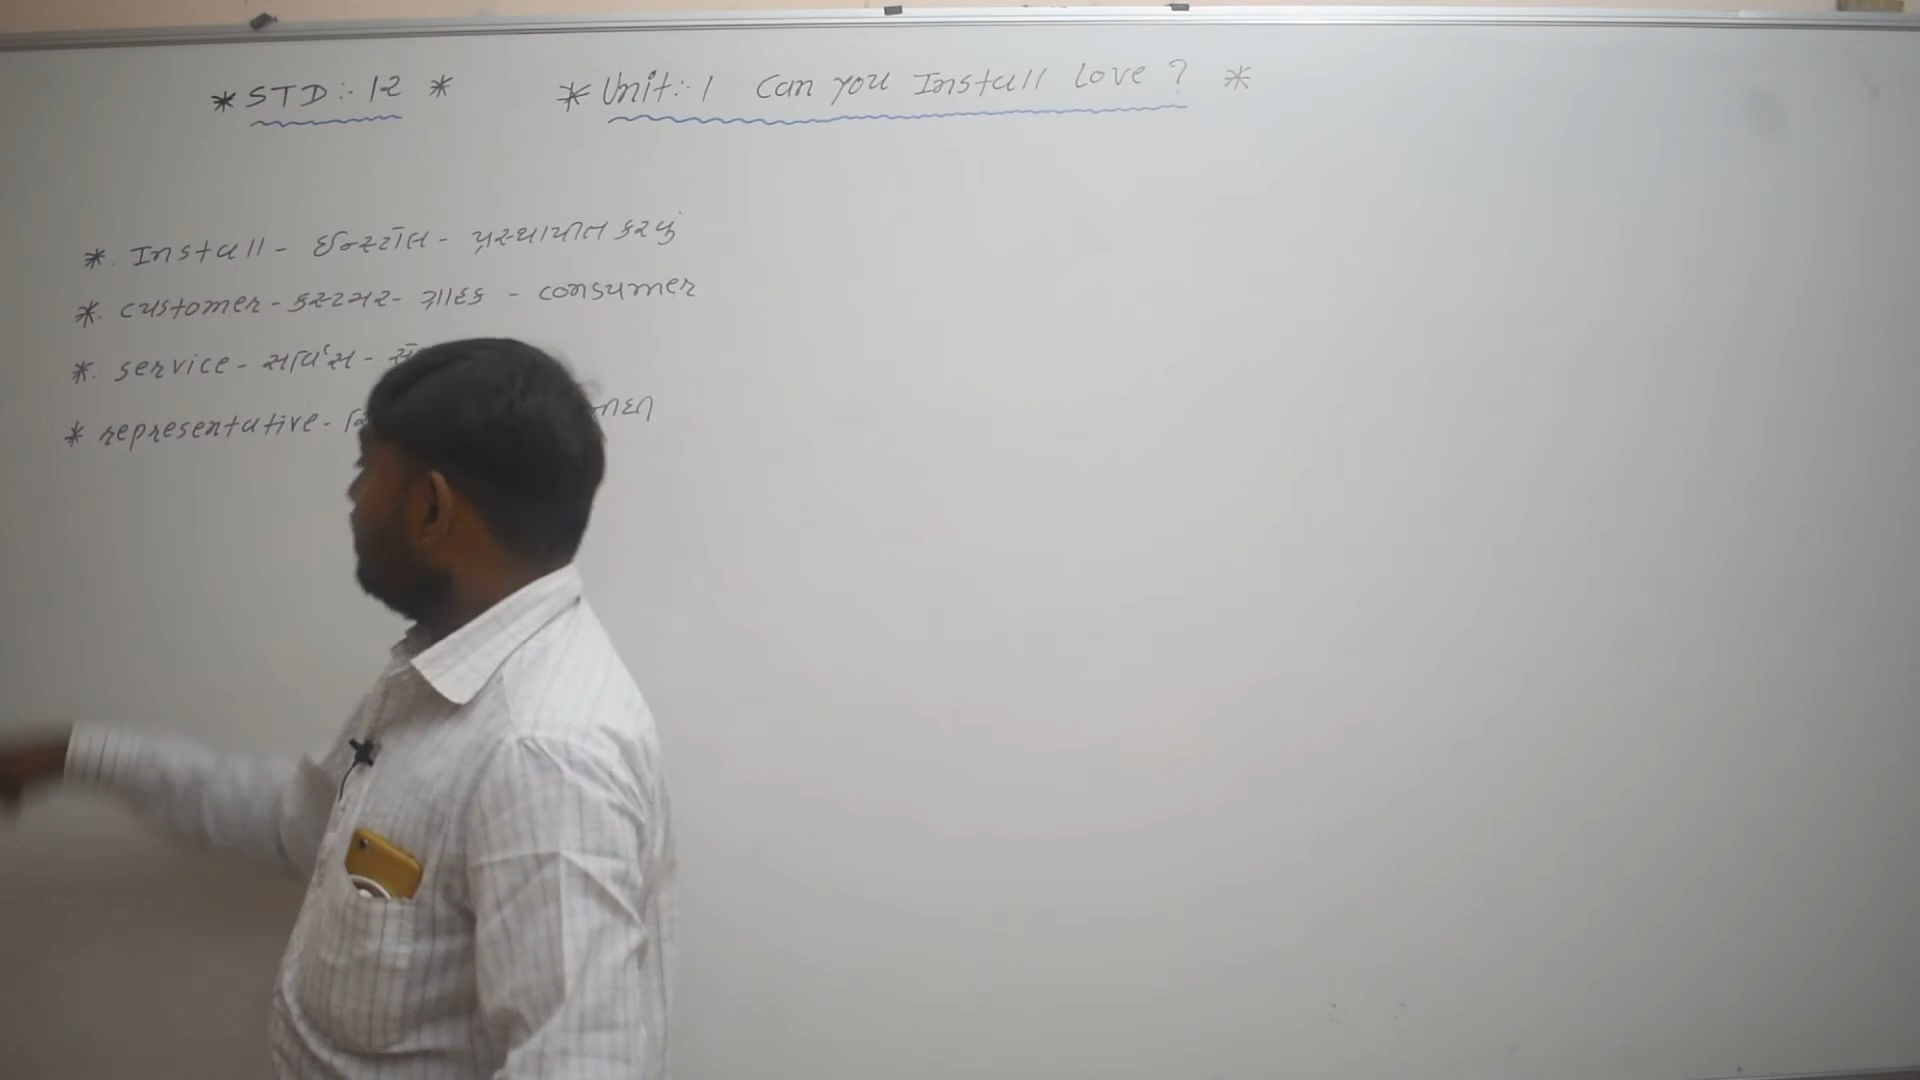 * STD:- 12 * * Unit:- 1 Can you Install Love ? *
*. Install - ઈન્સ્ટોલ - પ્રસ્થાપીત કરવું
*. customer - કસ્ટમર - ગ્રાહક - consumer
*. service - સર્વિસ -
* representative -